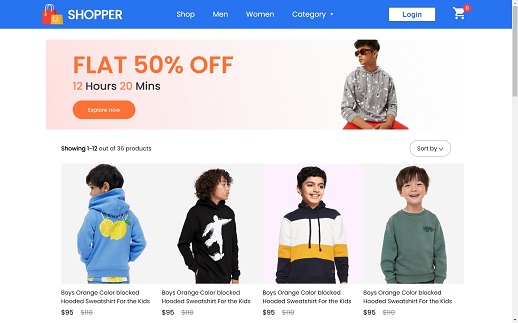 SHOPPER
Shop Men Women Category Login 0
FLAT 50% OFF
12 Hours 20 Mins
Explore now
Showing 1-12 out of 36 products
Sort by
Boys Orange Color blocked
Hooded Sweatshirt For the Kids
$95 $110
Boys Orange Color blocked
Hooded Sweatshirt For the Kids
$95 $110
Boys Orange Color blocked
Hooded Sweatshirt For the Kids
$95 $110
Boys Orange Color blocked
Hooded Sweatshirt For the Kids
$95 $110